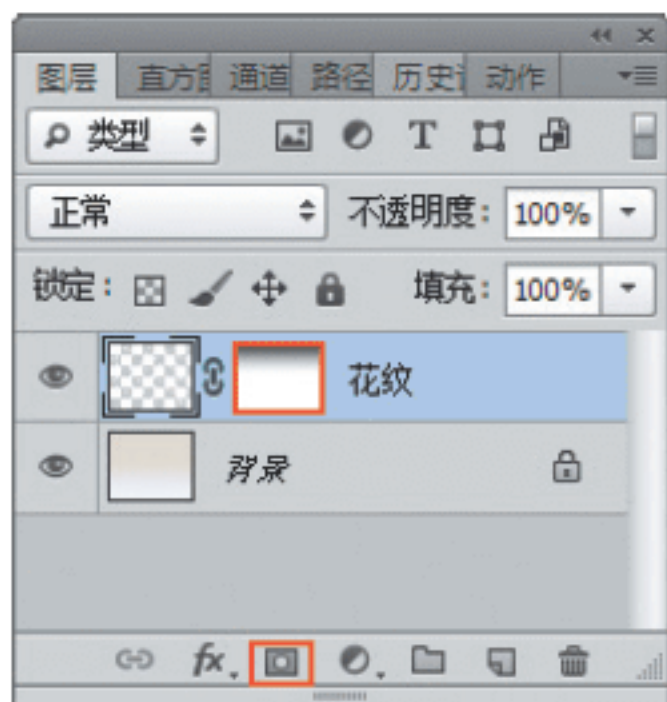 图层 直方图 通道 路径 历史 动作
类型 T
正常 不透明度: 100%
锁定: 填充: 100%
花纹
背景
fx